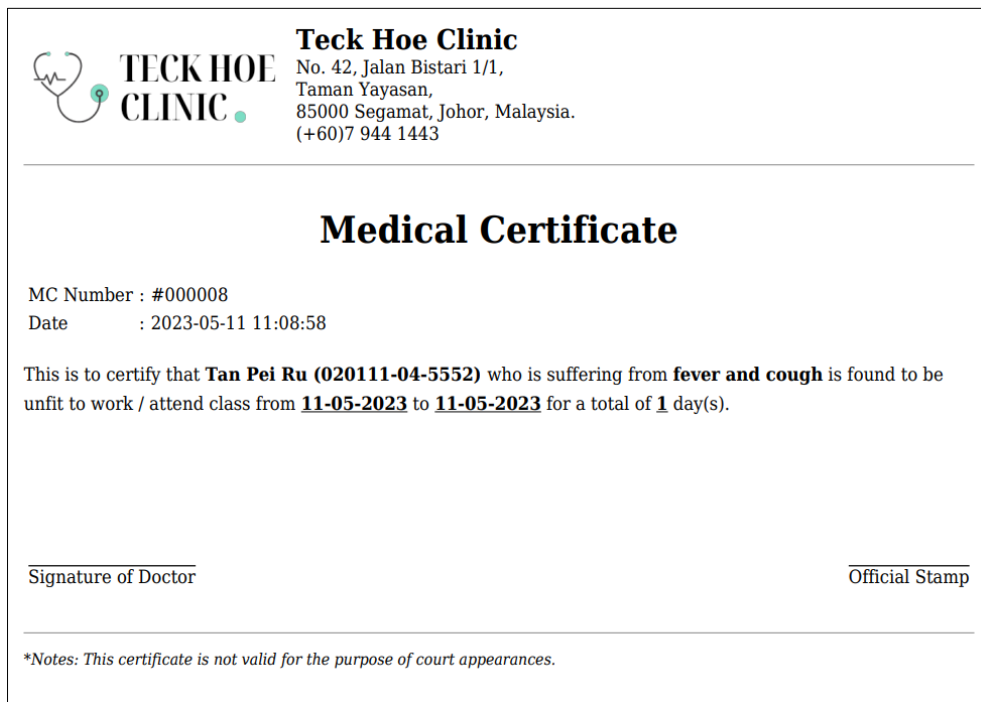 TECK HOE
CLINIC
Teck Hoe Clinic
No. 42, Jalan Bistari 1/1,
Taman Yayasan,
85000 Segamat, Johor, Malaysia.
(+60)7 944 1443
Medical Certificate
MC Number : #000008
Date : 2023-05-11 11:08:58
This is to certify that Tan Pei Ru (020111-04-5552) who is suffering from fever and cough is found to be
unfit to work / attend class from 11-05-2023 to 11-05-2023 for a total of 1 day(s).
Signature of Doctor
Official Stamp
*Notes: This certificate is not valid for the purpose of court appearances.